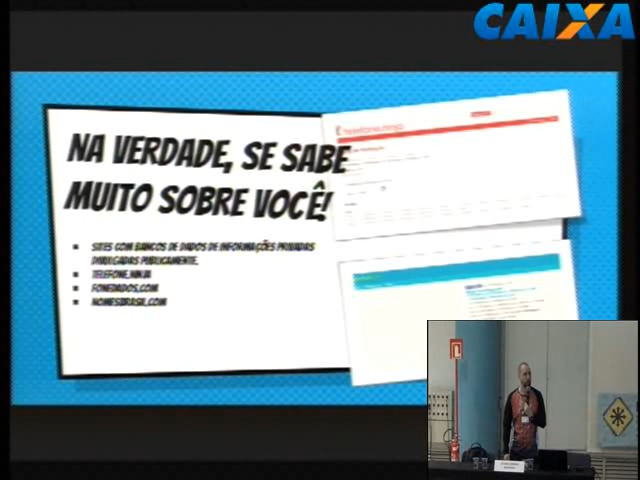 CAIXA
NA VERDADE, SE SABE
MUITO SOBRE VOCÊ!
SITES COM BANCOS DE DADOS DE INFORMAÇÕES PRIVADAS
DIVULGADAS PUBLICAMENTE.
TELEFONE.NINJA
FONEDADOS.COM
NOMESBRASIL.COM